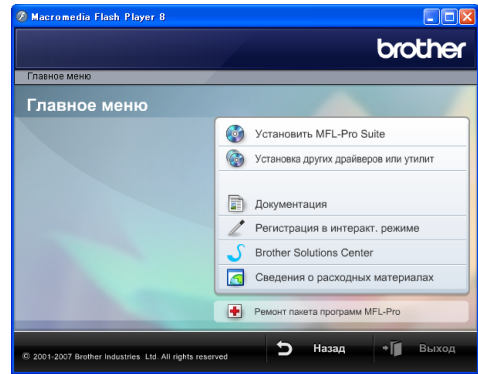 Macromedia Flash Player 8
brother
Главное меню
Главное меню
Установить MFL-Pro Suite
Установка других драйверов или утилит
Документация
Регистрация в интеракт. режиме
Brother Solutions Center
Сведения о расходных материалах
Ремонт пакета программ MFL-Pro
© 2001-2007 Brother Industries Ltd. All rights reserved
Назад
Выход